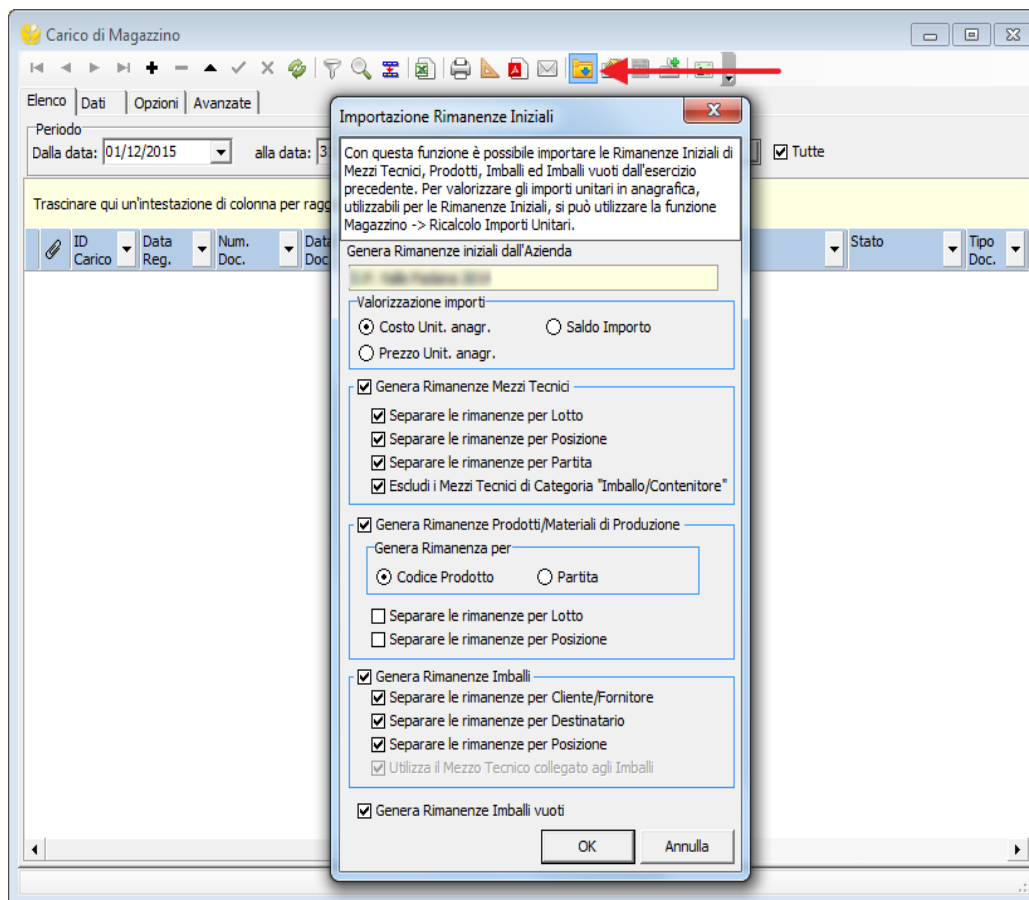 Carico di Magazzino
Elenco Dati Opzioni Avanzate
Periodo
Dalla data: 01/12/2015 alla data: 3 Tutte
Trascinare qui un'intestazione di colonna per ragg
ID Carico Data Reg. Num. Doc. Data Doc Stato Tipo Doc.
Importazione Rimanenze Iniziali
Con questa funzione è possibile importare le Rimanenze Iniziali di
Mezzi Tecnici, Prodotti, Imballi ed Imballi vuoti dall'esercizio
precedente. Per valorizzare gli importi unitari in anagrafica,
utilizzabili per le Rimanenze Iniziali, si può utilizzare la funzione
Magazzino -> Ricalcolo Importi Unitari.
Genera Rimanenze iniziali dall'Azienda
Valorizzazione importi
Costo Unit. anagr. Saldo Importo
Prezzo Unit. anagr.
Genera Rimanenze Mezzi Tecnici
Separare le rimanenze per Lotto
Separare le rimanenze per Posizione
Separare le rimanenze per Partita
Escludi i Mezzi Tecnici di Categoria "Imballo/Contenitore"
Genera Rimanenze Prodotti/Materiali di Produzione
Genera Rimanenza per
Codice Prodotto Partita
Separare le rimanenze per Lotto
Separare le rimanenze per Posizione
Genera Rimanenze Imballi
Separare le rimanenze per Cliente/Fornitore
Separare le rimanenze per Destinatario
Separare le rimanenze per Posizione
Utilizza il Mezzo Tecnico collegato agli Imballi
Genera Rimanenze Imballi vuoti
OK Annulla